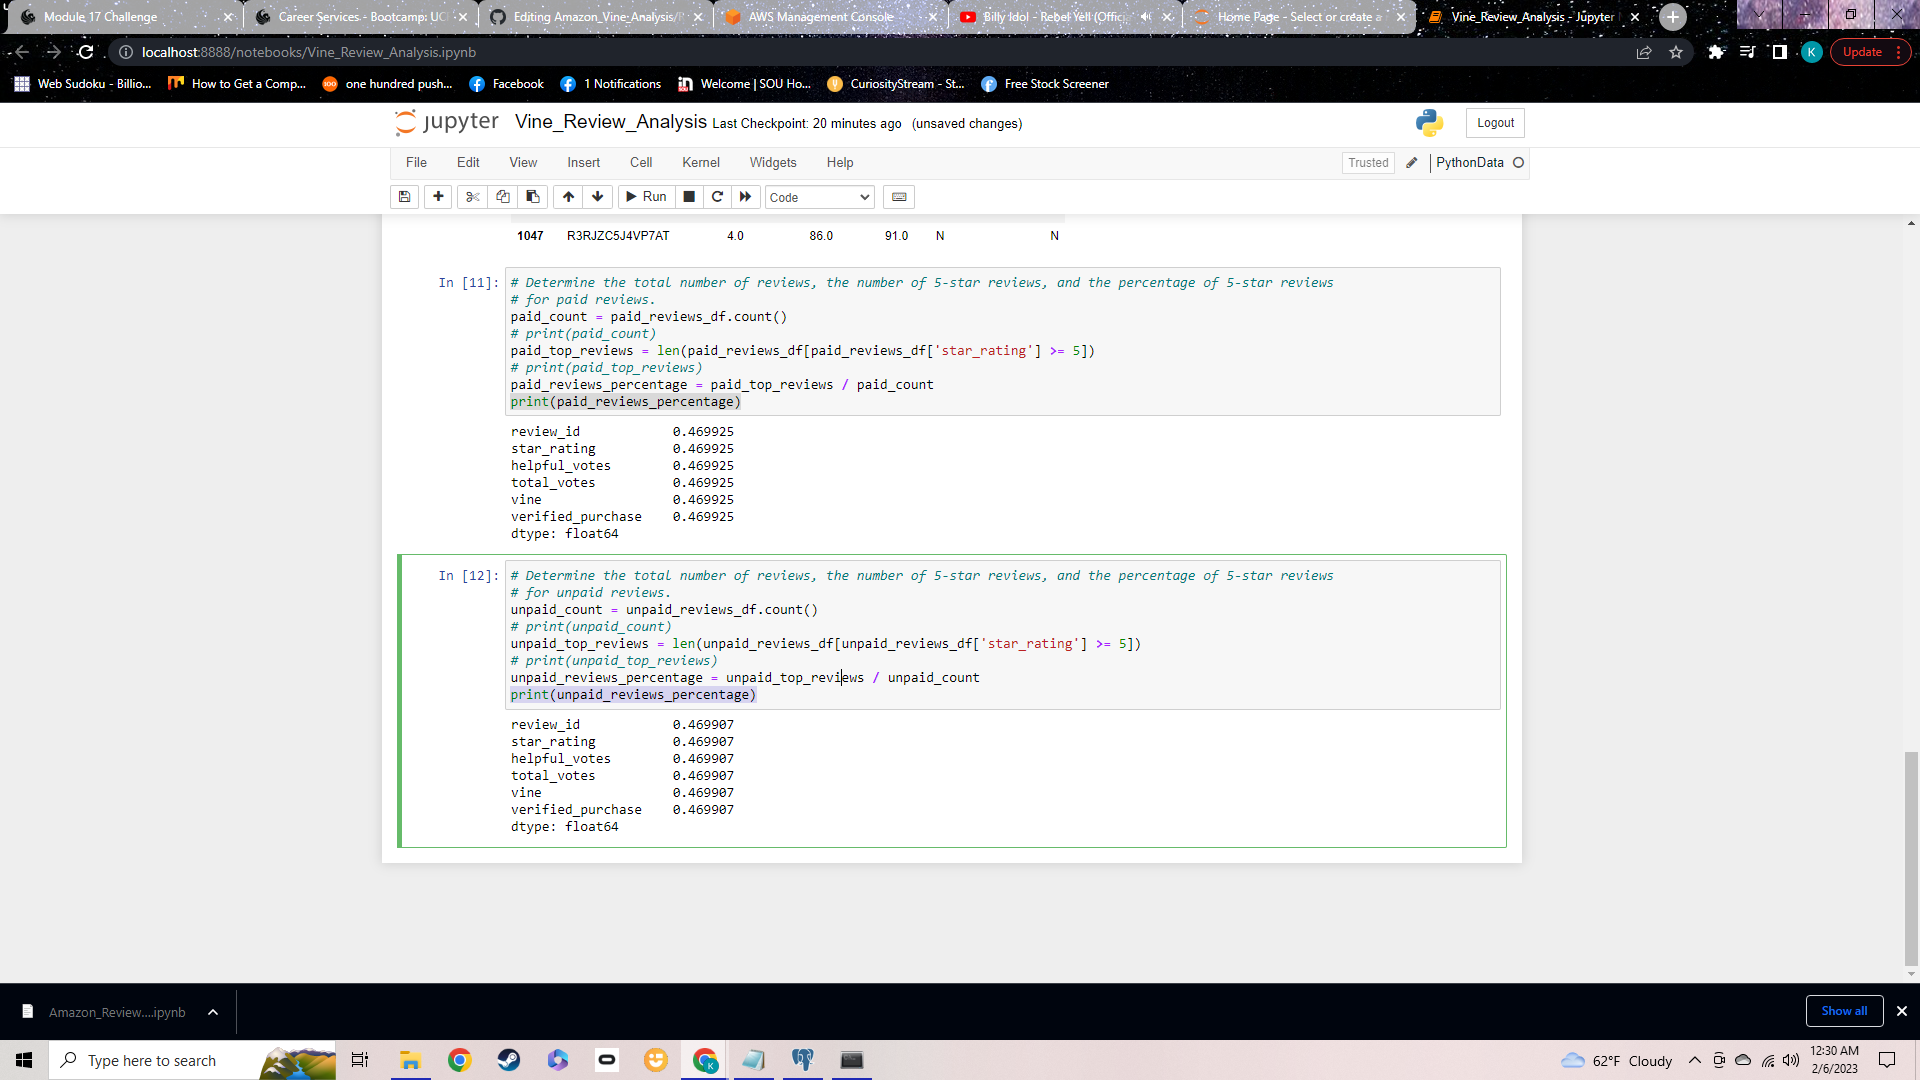 Module 17 Challenge
Career Services - Bootcamp: UC
Editing Amazon_Vine_Analysis/
AWS Management Console
Billy Idol - Rebel Yell (Offici
Home Page - Select or create a
Vine_Review_Analysis - Jupyter
localhost:8888/notebooks/Vine_Review_Analysis.ipynb
K
Update
Web Sudoku - Billio...
How to Get a Comp...
one hundred push...
Facebook
1 Notifications
Welcome | SOU Ho...
CuriosityStream - St...
Free Stock Screener
jupyter Vine_Review_Analysis Last Checkpoint: 20 minutes ago (unsaved changes)
Logout
File Edit View Insert Cell Kernel Widgets Help
Trusted
PythonData
Run
Code
1047 R3RJZC5J4VP7AT 4.0 86.0 91.0 N N
In [11]:
# Determine the total number of reviews, the number of 5-star reviews, and the percentage of 5-star reviews
# for paid reviews.
paid_count = paid_reviews_df.count()
# print(paid_count)
paid_top_reviews = len(paid_reviews_df[paid_reviews_df['star_rating'] >= 5])
# print(paid_top_reviews)
paid_reviews_percentage = paid_top_reviews / paid_count
print(paid_reviews_percentage)
review_id 0.469925
star_rating 0.469925
helpful_votes 0.469925
total_votes 0.469925
vine 0.469925
verified_purchase 0.469925
dtype: float64
In [12]:
# Determine the total number of reviews, the number of 5-star reviews, and the percentage of 5-star reviews
# for unpaid reviews.
unpaid_count = unpaid_reviews_df.count()
# print(unpaid_count)
unpaid_top_reviews = len(unpaid_reviews_df[unpaid_reviews_df['star_rating'] >= 5])
# print(unpaid_top_reviews)
unpaid_reviews_percentage = unpaid_top_reviews / unpaid_count
print(unpaid_reviews_percentage)
review_id 0.469907
star_rating 0.469907
helpful_votes 0.469907
total_votes 0.469907
vine 0.469907
verified_purchase 0.469907
dtype: float64
Amazon_Review....ipynb
Show all
Type here to search
62°F Cloudy
12:30 AM
2/6/2023